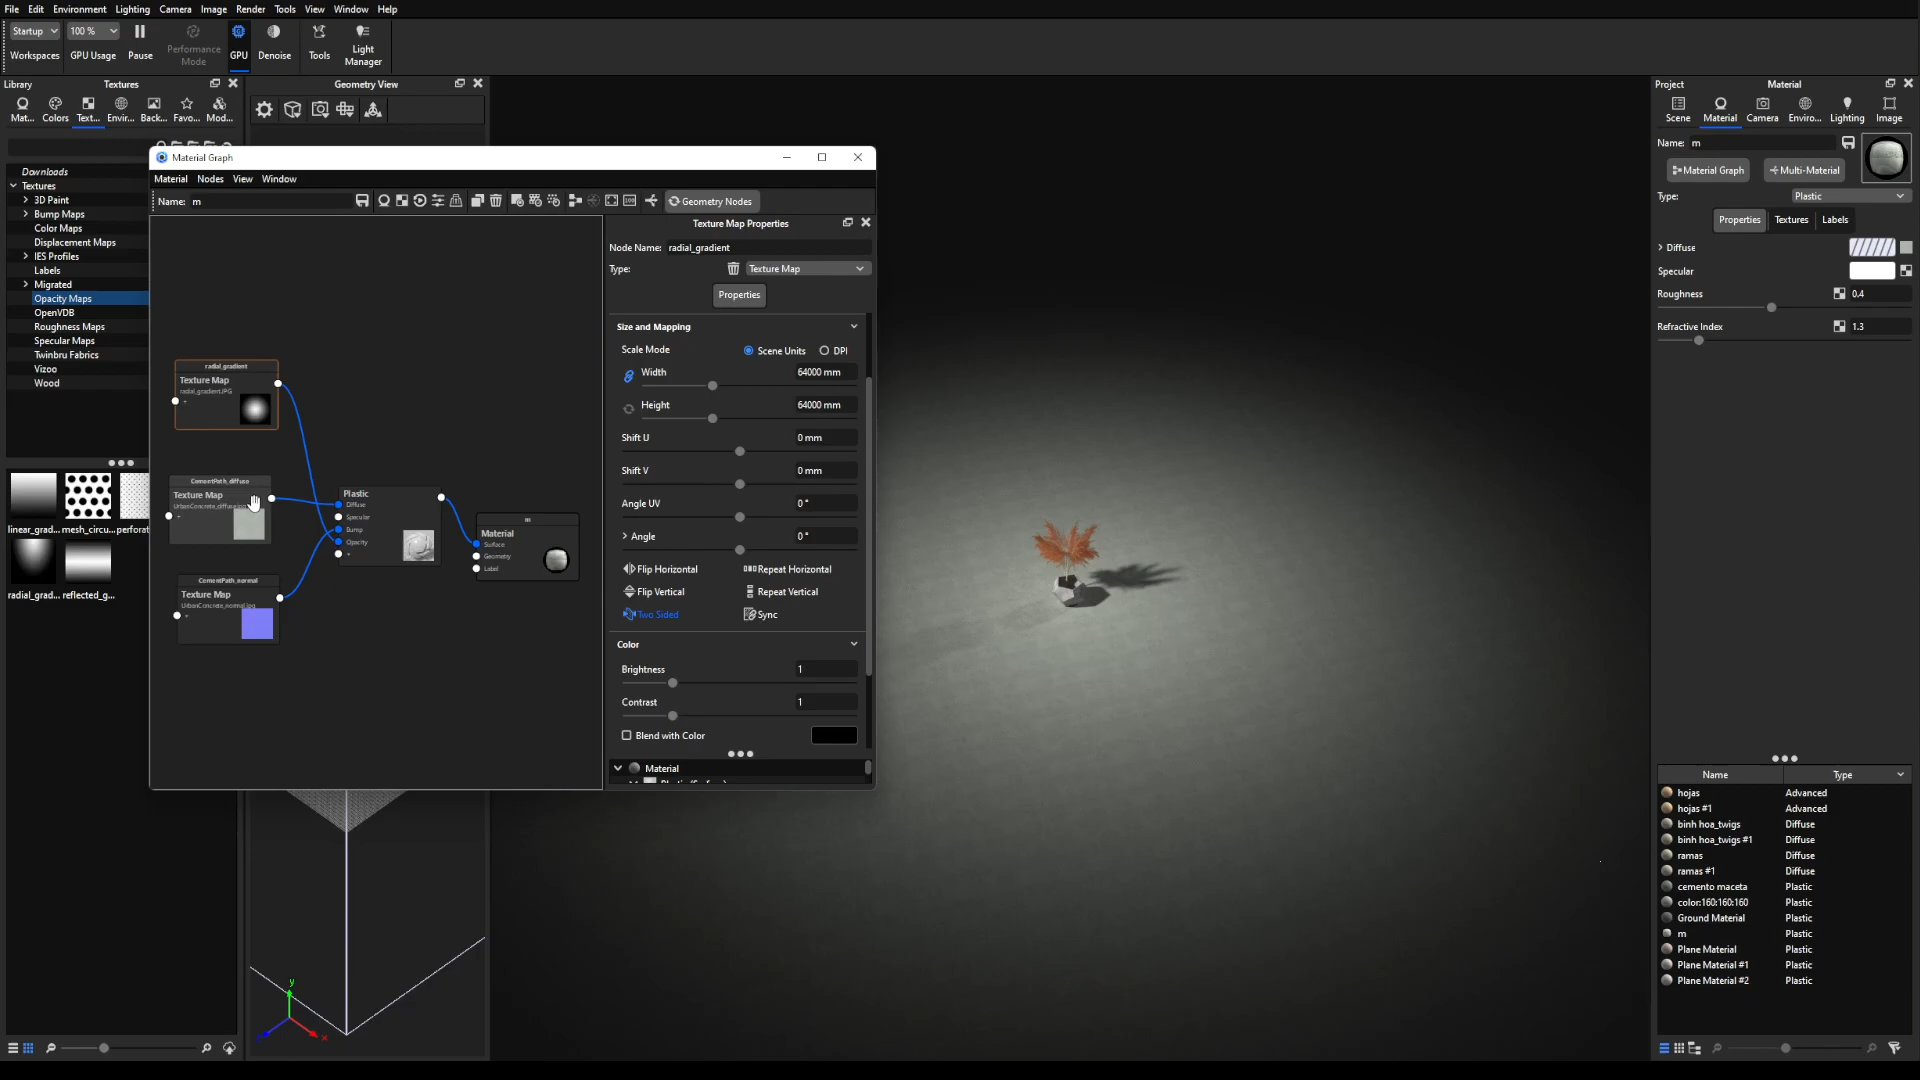 File Edit Environment Lighting Camera Image Render Tools View Window Help
Startup 100 %
Workspaces GPU Usage Pause Performance Mode GPU Denoise Tools Light Manager
Library Textures
Mat... Colors Text... Envir... Back... Favo... Mod...
Downloads
Textures
3D Paint
Bump Maps
Color Maps
Displacement Maps
IES Profiles
Labels
Migrated
Opacity Maps
OpenVDB
Roughness Maps
Specular Maps
Twinbru Fabrics
Vizoo
Wood
linear_grad... mesh_circu... perforat
radial_grad... reflected_g...
Geometry View
Material Graph
Material Nodes View Window
Name: m
Geometry Nodes
radial_gradient
Texture Map
radial_gradient.JPG
+
CementPath_diffuse
Texture Map
UrbanConcrete_diffuse
+
CementPath_normal
Texture Map
UrbanConcrete_normal.jpg
+
Plastic
Diffuse
Specular
Bump
Opacity
+
m
Material
Surface
Geometry
Label
Texture Map Properties
Node Name: radial_gradient
Type: Texture Map
Properties
Size and Mapping
Scale Mode Scene Units DPI
Width 64000 mm
Height 64000 mm
Shift U 0 mm
Shift V 0 mm
Angle UV 0 °
Angle 0 °
Flip Horizontal Repeat Horizontal
Flip Vertical Repeat Vertical
Two Sided Sync
Color
Brightness 1
Contrast 1
Blend with Color
Material
y
x
Project Material
Scene Material Camera Enviro... Lighting Image
Name: m
Material Graph Multi-Material
Type: Plastic
Properties Textures Labels
Diffuse
Specular
Roughness 0.4
Refractive Index 1.3
Name Type
hojas Advanced
hojas #1 Advanced
binh hoa_twigs Diffuse
binh hoa_twigs #1 Diffuse
ramas Diffuse
ramas #1 Diffuse
cemento maceta Plastic
color:160:160:160 Plastic
Ground Material Plastic
m Plastic
Plane Material Plastic
Plane Material #1 Plastic
Plane Material #2 Plastic